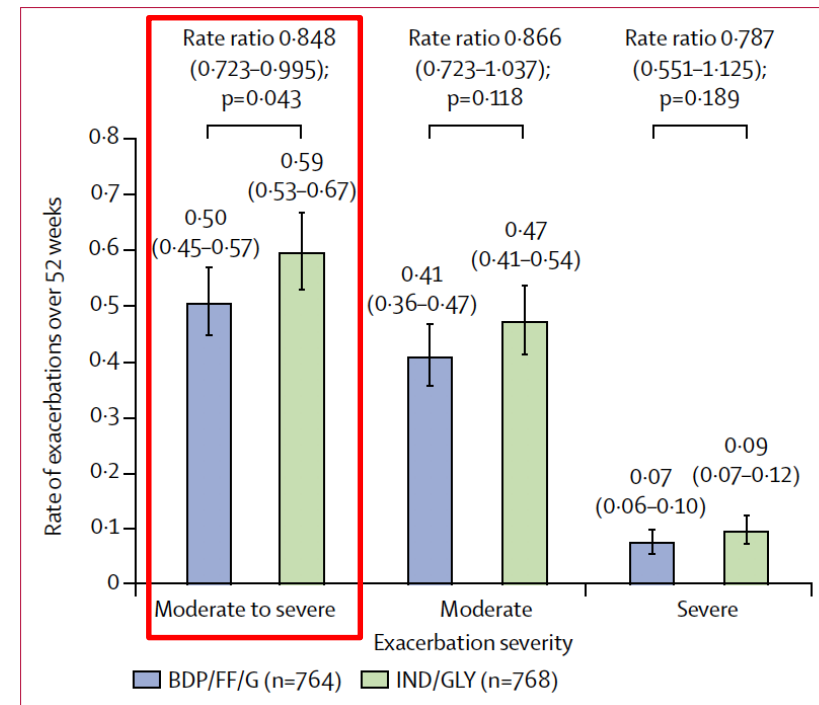 Rate ratio 0·848
(0·723–0·995);
p=0·043
Rate ratio 0·866
(0·723–1·037);
p=0·118
Rate ratio 0·787
(0·551–1·125);
p=0·189
Rate of exacerbations over 52 weeks
0·8
0·7
0·6
0·5
0·4
0·3
0·2
0·1
0
0·50
(0·45–0·57)
0·59
(0·53–0·67)
0·41
(0·36–0·47)
0·47
(0·41–0·54)
0·07
(0·06–0·10)
0·09
(0·07–0·12)
Moderate to severe
Moderate
Severe
Exacerbation severity
BDP/FF/G (n=764)
IND/GLY (n=768)